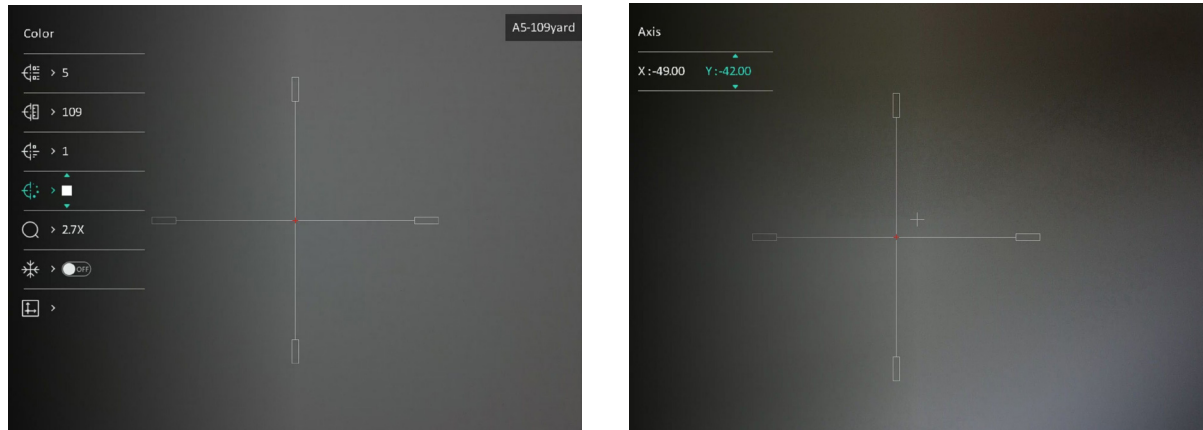 Color
A5-109yard
> 5
> 109
> 1
>
> 2.7X
> OFF
>
Axis
X :-49.00 Y :-42.00